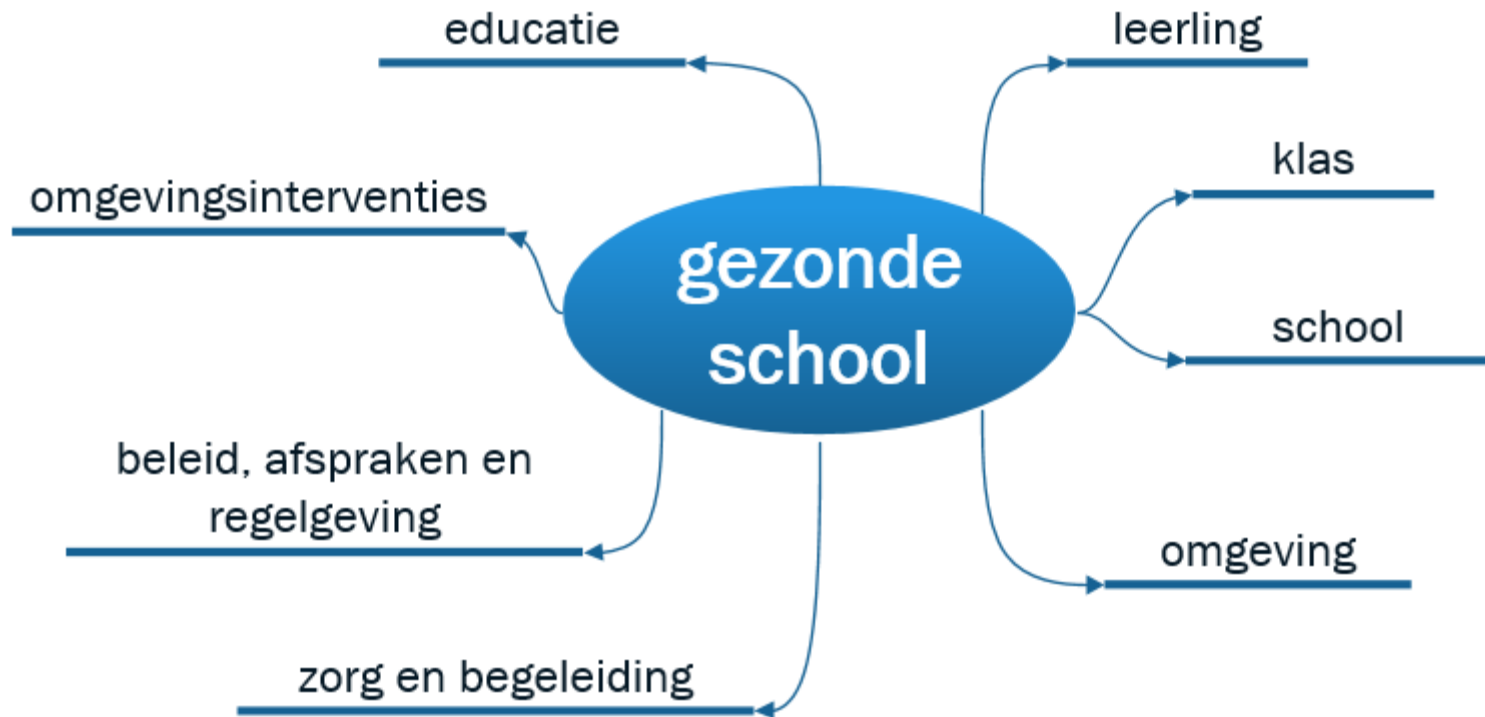 educatie
leerling
klas
omgevingsinterventies
gezonde
school
school
beleid, afspraken en
regelgeving
omgeving
zorg en begeleiding